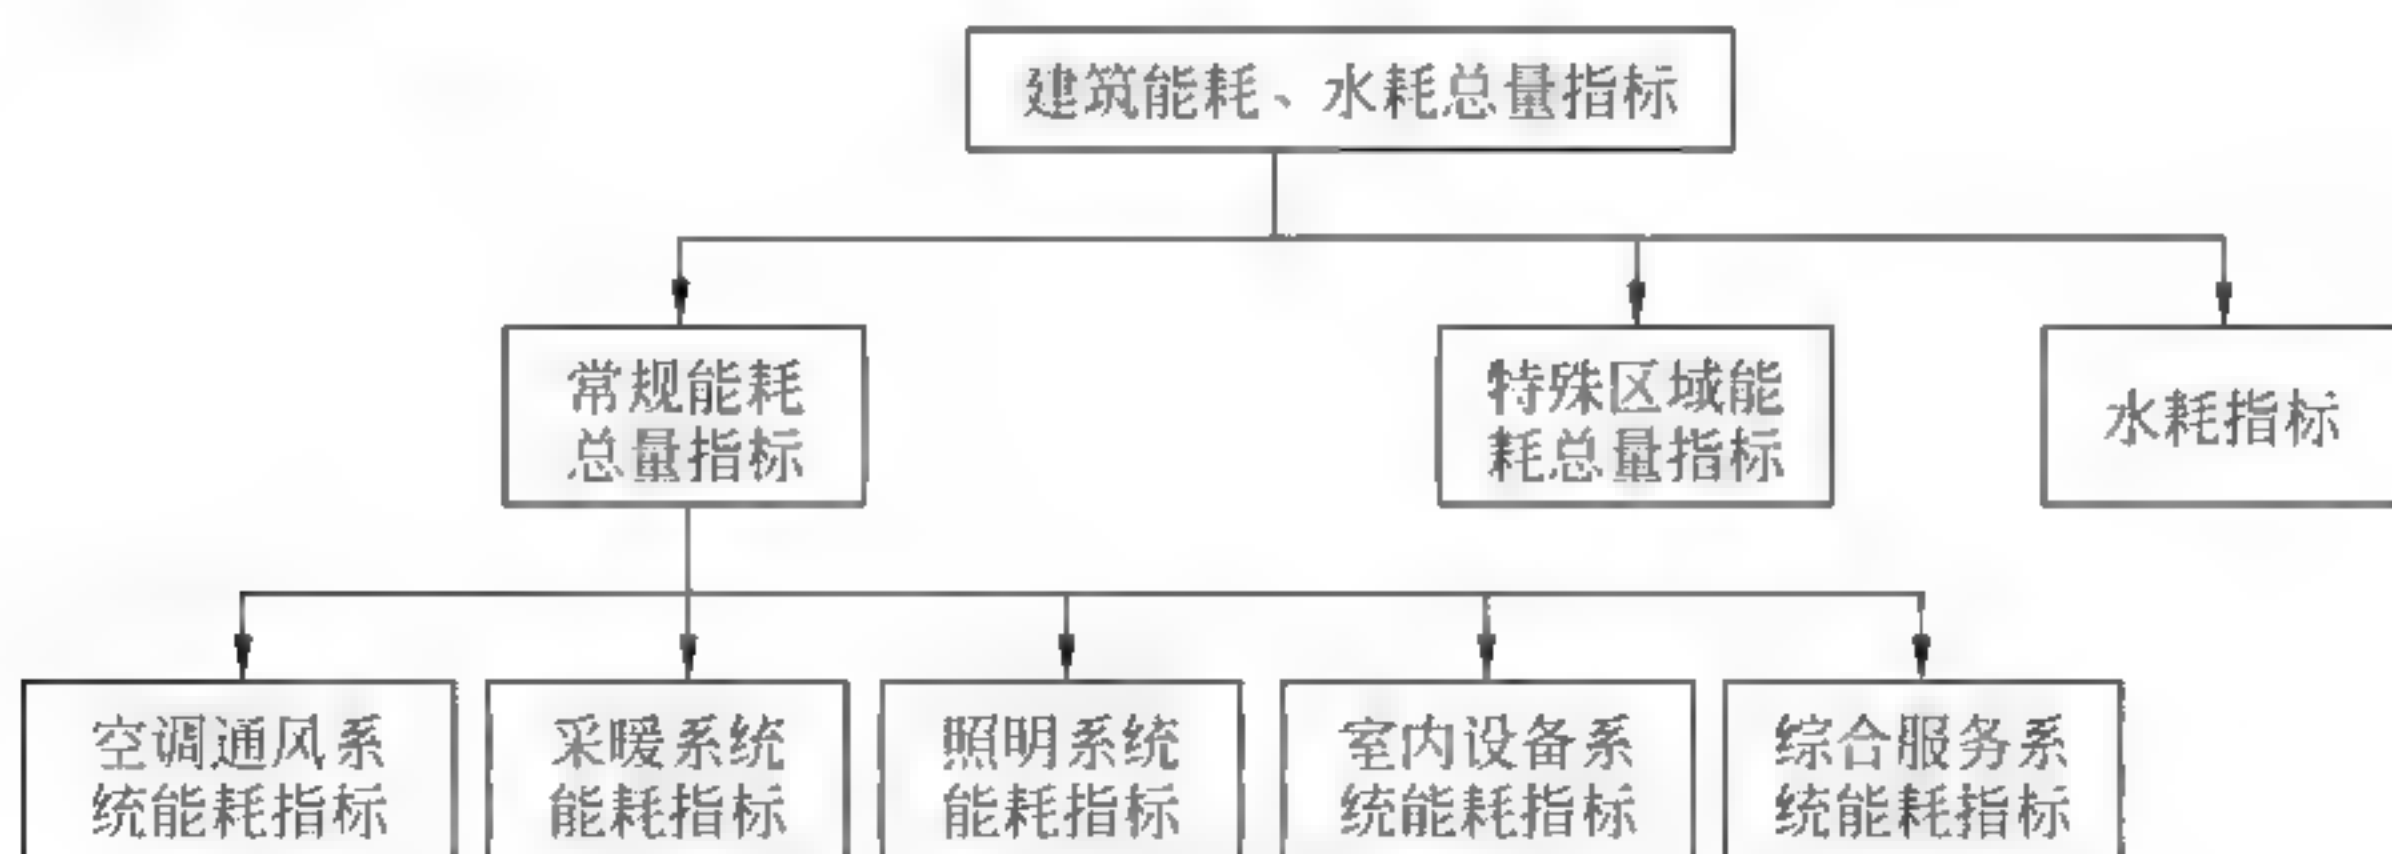 建筑能耗、水耗总量指标
常规能耗
总量指标
特殊区域能
耗总量指标
水耗指标
空调通风系
统能耗指标
采暖系统
能耗指标
照明系统
能耗指标
室内设备系
统能耗指标
综合服务系
统能耗指标